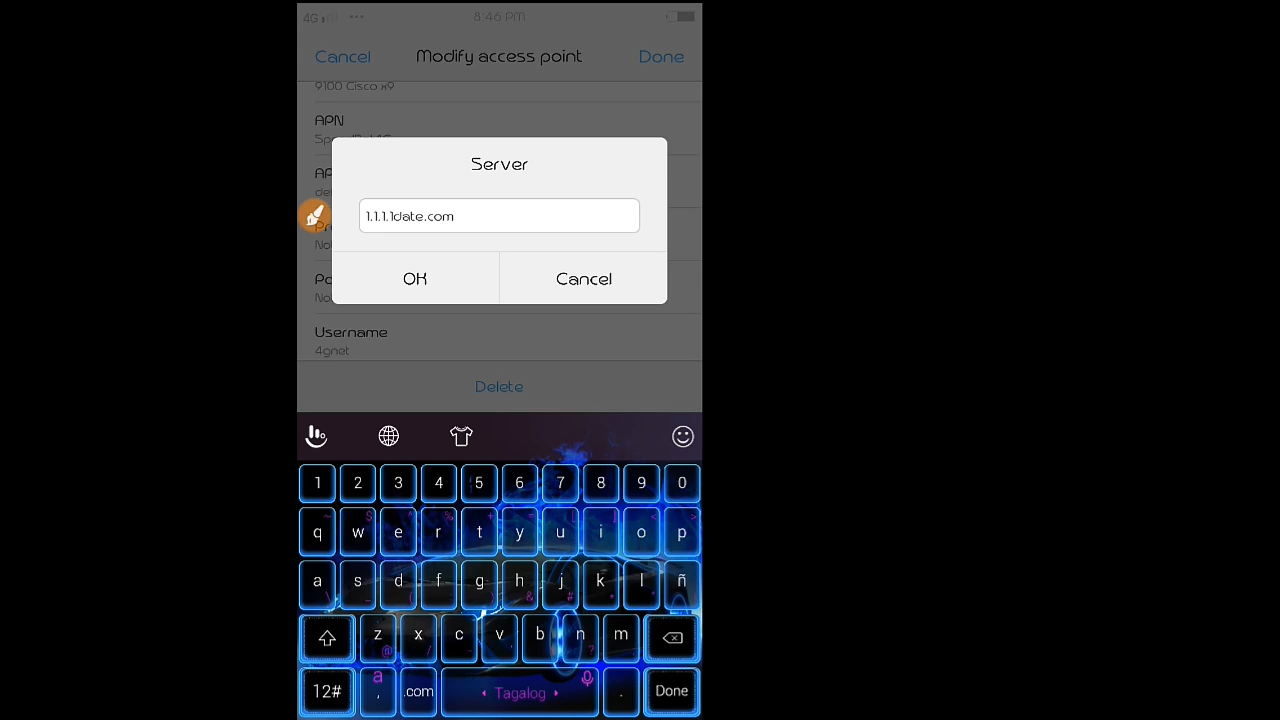 4G
8:46 PM
Cancel
Modify access point
Done
9100 Cisco x9
APN
Server
1.1.1.1date.com
OK
Cancel
Username
4gnet
Delete
1 2 3 4 5 6 7 8 9 0
q w e r t y u i o p
a s d f g h j k l ñ
z x c v b n m
12# , .com Tagalog . Done